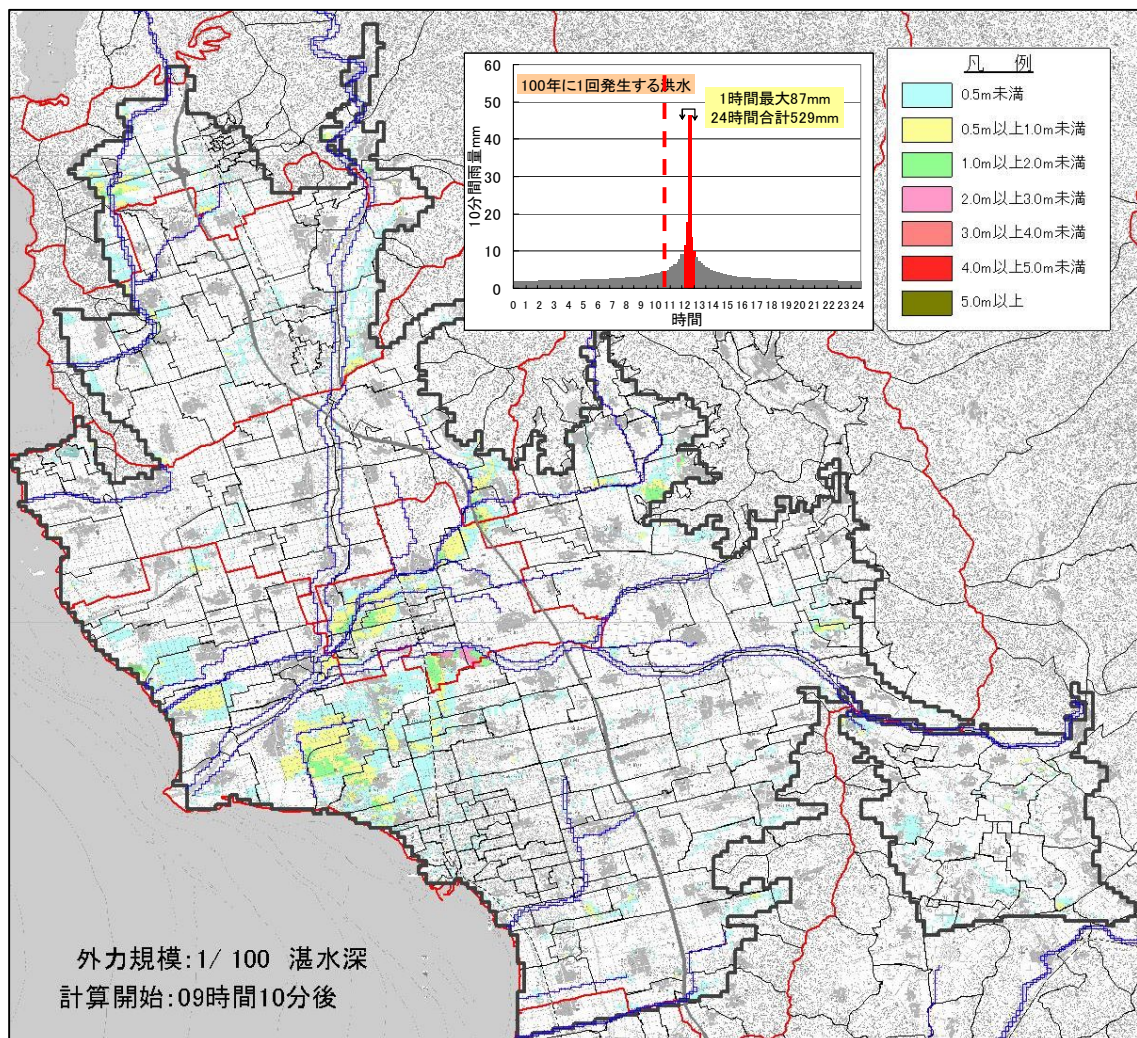 60
50
40
30
20
10
0
10分間雨量mm
100年に1回発生する洪水
1時間最大87mm
24時間合計529mm
0 1 2 3 4 5 6 7 8 9 10 11 12 13 14 15 16 17 18 19 20 21 22 23 24
時間
凡 例
0.5m未満
0.5m以上1.0m未満
1.0m以上2.0m未満
2.0m以上3.0m未満
3.0m以上4.0m未満
4.0m以上5.0m未満
5.0m以上
外力規模:1/ 100 湛水深
計算開始:09時間10分後